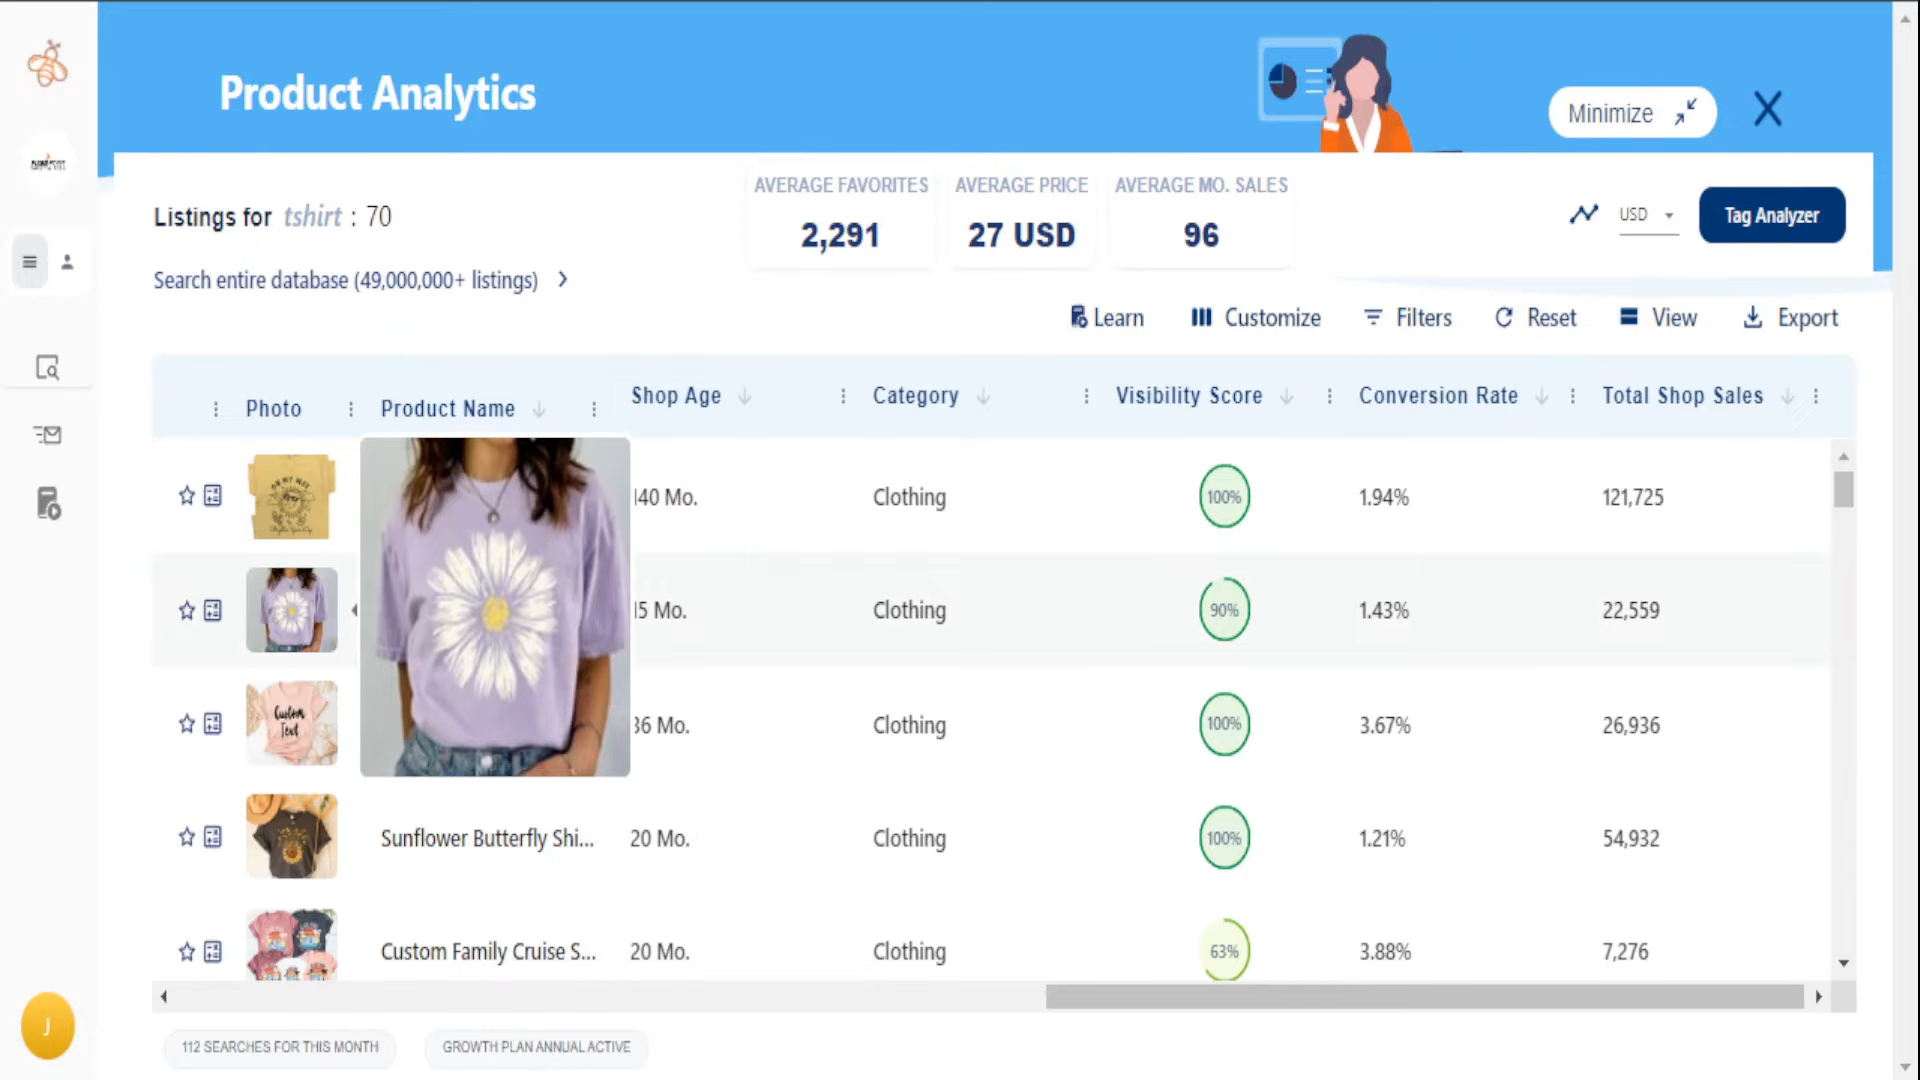 Product Analytics
Minimize
Listings for tshirt : 70
AVERAGE FAVORITES
2,291
AVERAGE PRICE
27 USD
AVERAGE MO. SALES
96
USD
Tag Analyzer
Search entire database (49,000,000+ listings)
Learn
Customize
Filters
Reset
View
Export
Photo
Product Name
Shop Age
Category
Visibility Score
Conversion Rate
Total Shop Sales
140 Mo.
Clothing
100%
1.94%
121,725
15 Mo.
Clothing
90%
1.43%
22,559
Custom
Text
36 Mo.
Clothing
100%
3.67%
26,936
Sunflower Butterfly Shi...
20 Mo.
Clothing
100%
1.21%
54,932
Custom Family Cruise S...
20 Mo.
Clothing
63%
3.88%
7,276
J
112 SEARCHES FOR THIS MONTH
GROWTH PLAN ANNUAL ACTIVE